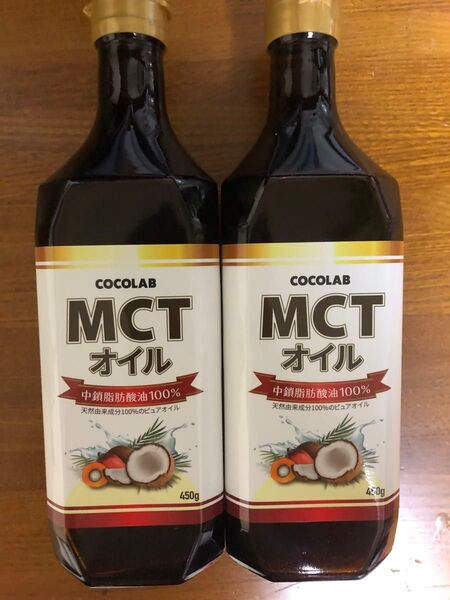 COCOLAB
MCT
オイル
中鎖脂肪酸油100%
天然由来成分100%のピュアオイル
450g
COCOLAB
MCT
オイル
中鎖脂肪酸油100%
天然由来成分100%のピュアオイル
450g